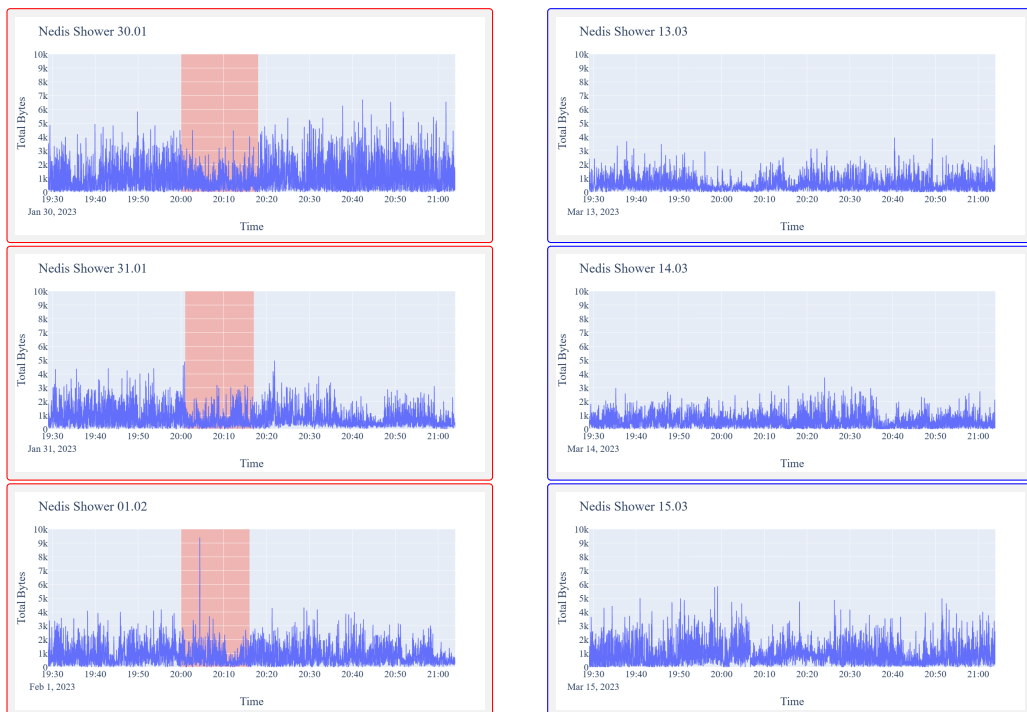 Nedis Shower 30.01
10k
9k
8k
7k
6k
5k
4k
3k
2k
1k
0
Total Bytes
19:30 19:40 19:50 20:00 20:10 20:20 20:30 20:40 20:50 21:00
Jan 30, 2023
Time
Nedis Shower 13.03
10k
9k
8k
7k
6k
5k
4k
3k
2k
1k
0
Total Bytes
19:30 19:40 19:50 20:00 20:10 20:20 20:30 20:40 20:50 21:00
Mar 13, 2023
Time
Nedis Shower 31.01
10k
9k
8k
7k
6k
5k
4k
3k
2k
1k
0
Total Bytes
19:30 19:40 19:50 20:00 20:10 20:20 20:30 20:40 20:50 21:00
Jan 31, 2023
Time
Nedis Shower 14.03
10k
9k
8k
7k
6k
5k
4k
3k
2k
1k
0
Total Bytes
19:30 19:40 19:50 20:00 20:10 20:20 20:30 20:40 20:50 21:00
Mar 14, 2023
Time
Nedis Shower 01.02
10k
9k
8k
7k
6k
5k
4k
3k
2k
1k
0
Total Bytes
19:30 19:40 19:50 20:00 20:10 20:20 20:30 20:40 20:50 21:00
Feb 1, 2023
Time
Nedis Shower 15.03
10k
9k
8k
7k
6k
5k
4k
3k
2k
1k
0
Total Bytes
19:30 19:40 19:50 20:00 20:10 20:20 20:30 20:40 20:50 21:00
Mar 15, 2023
Time